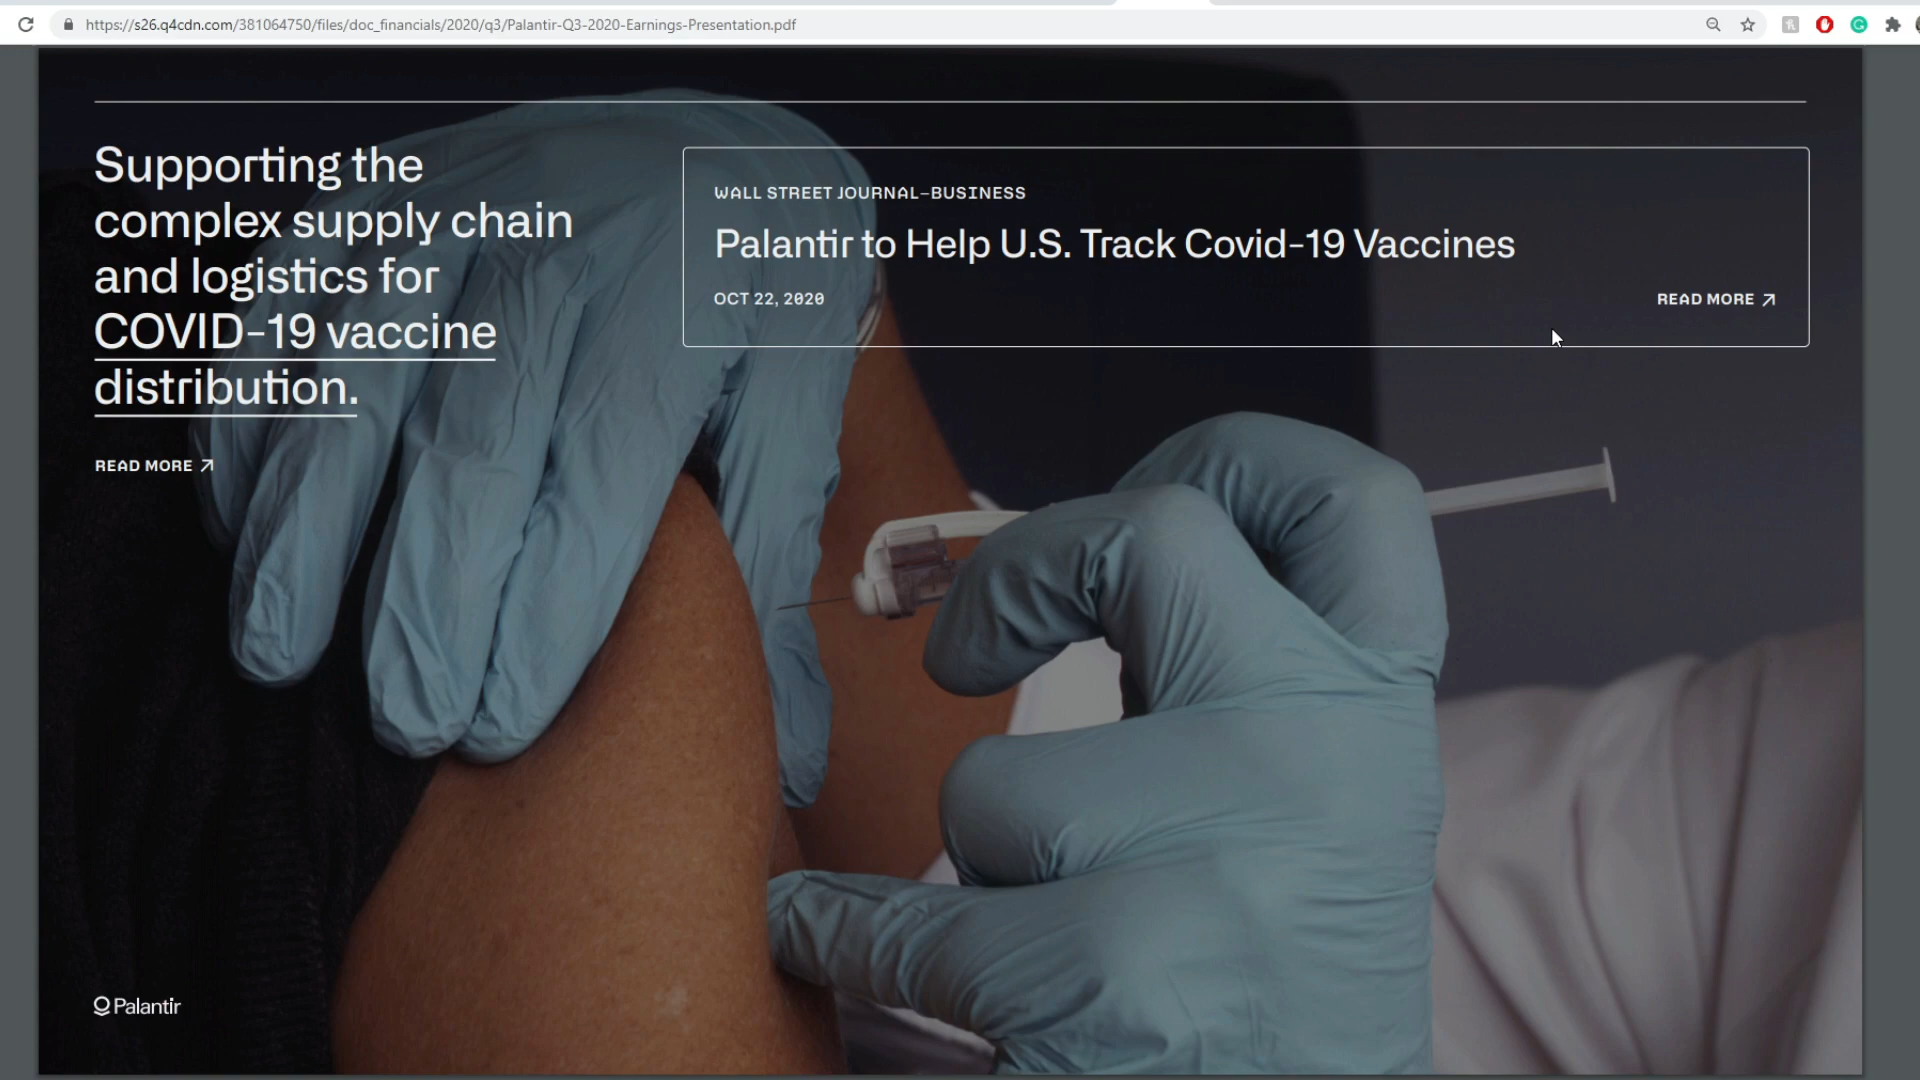 https://s26.q4cdn.com/381064750/files/doc_financials/2020/q3/Palantir-Q3-2020-Earnings-Presentation.pdf
Supporting the
complex supply chain
and logistics for
COVID-19 vaccine
distribution.
READ MORE
WALL STREET JOURNAL–BUSINESS
Palantir to Help U.S. Track Covid-19 Vaccines
OCT 22, 2020
READ MORE
Palantir